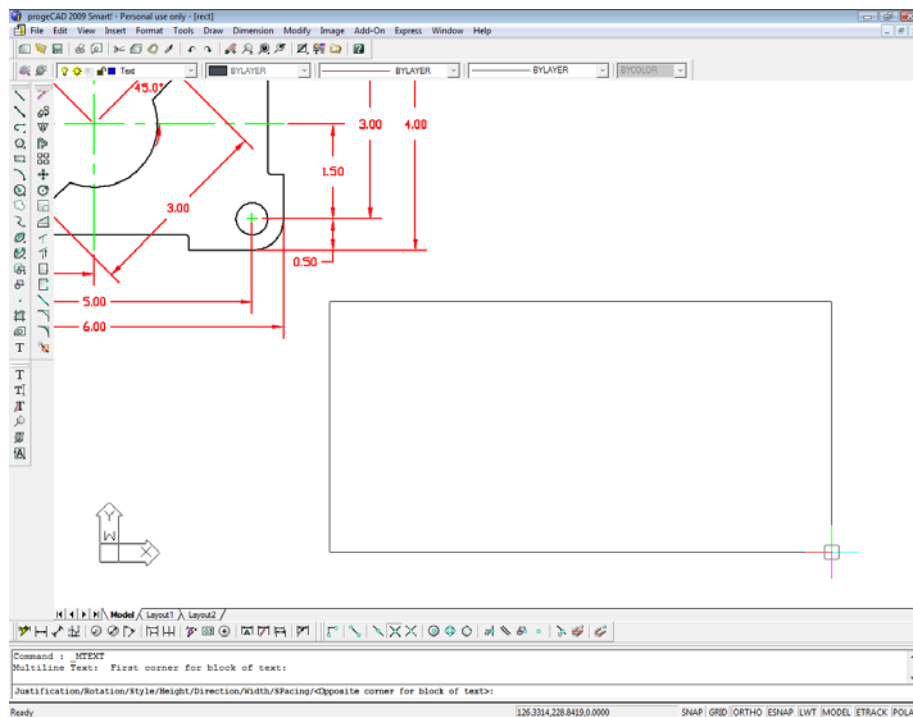 progeCAD 2009 Smart! - Personal use only - [rect]
File Edit View Insert Format Tools Draw Dimension Modify Image Add-On Express Window Help
Text BYLAYER BYLAYER BYLAYER BYCOLOR
45.0°
3.00 4.00
1.50
3.00
0.50
5.00
6.00
T
T
Y
W
X
Model Layout1 Layout2
Command : _MTEXT
Multiline Text: First corner for block of text:
Justification/Rotation/Style/Height/Direction/Width/SPacing/<Opposite corner for block of text>:
Ready 126.3314,228.8419,0.0000 SNAP GRID ORTHO ESNAP LWT MODEL ETRACK POLA